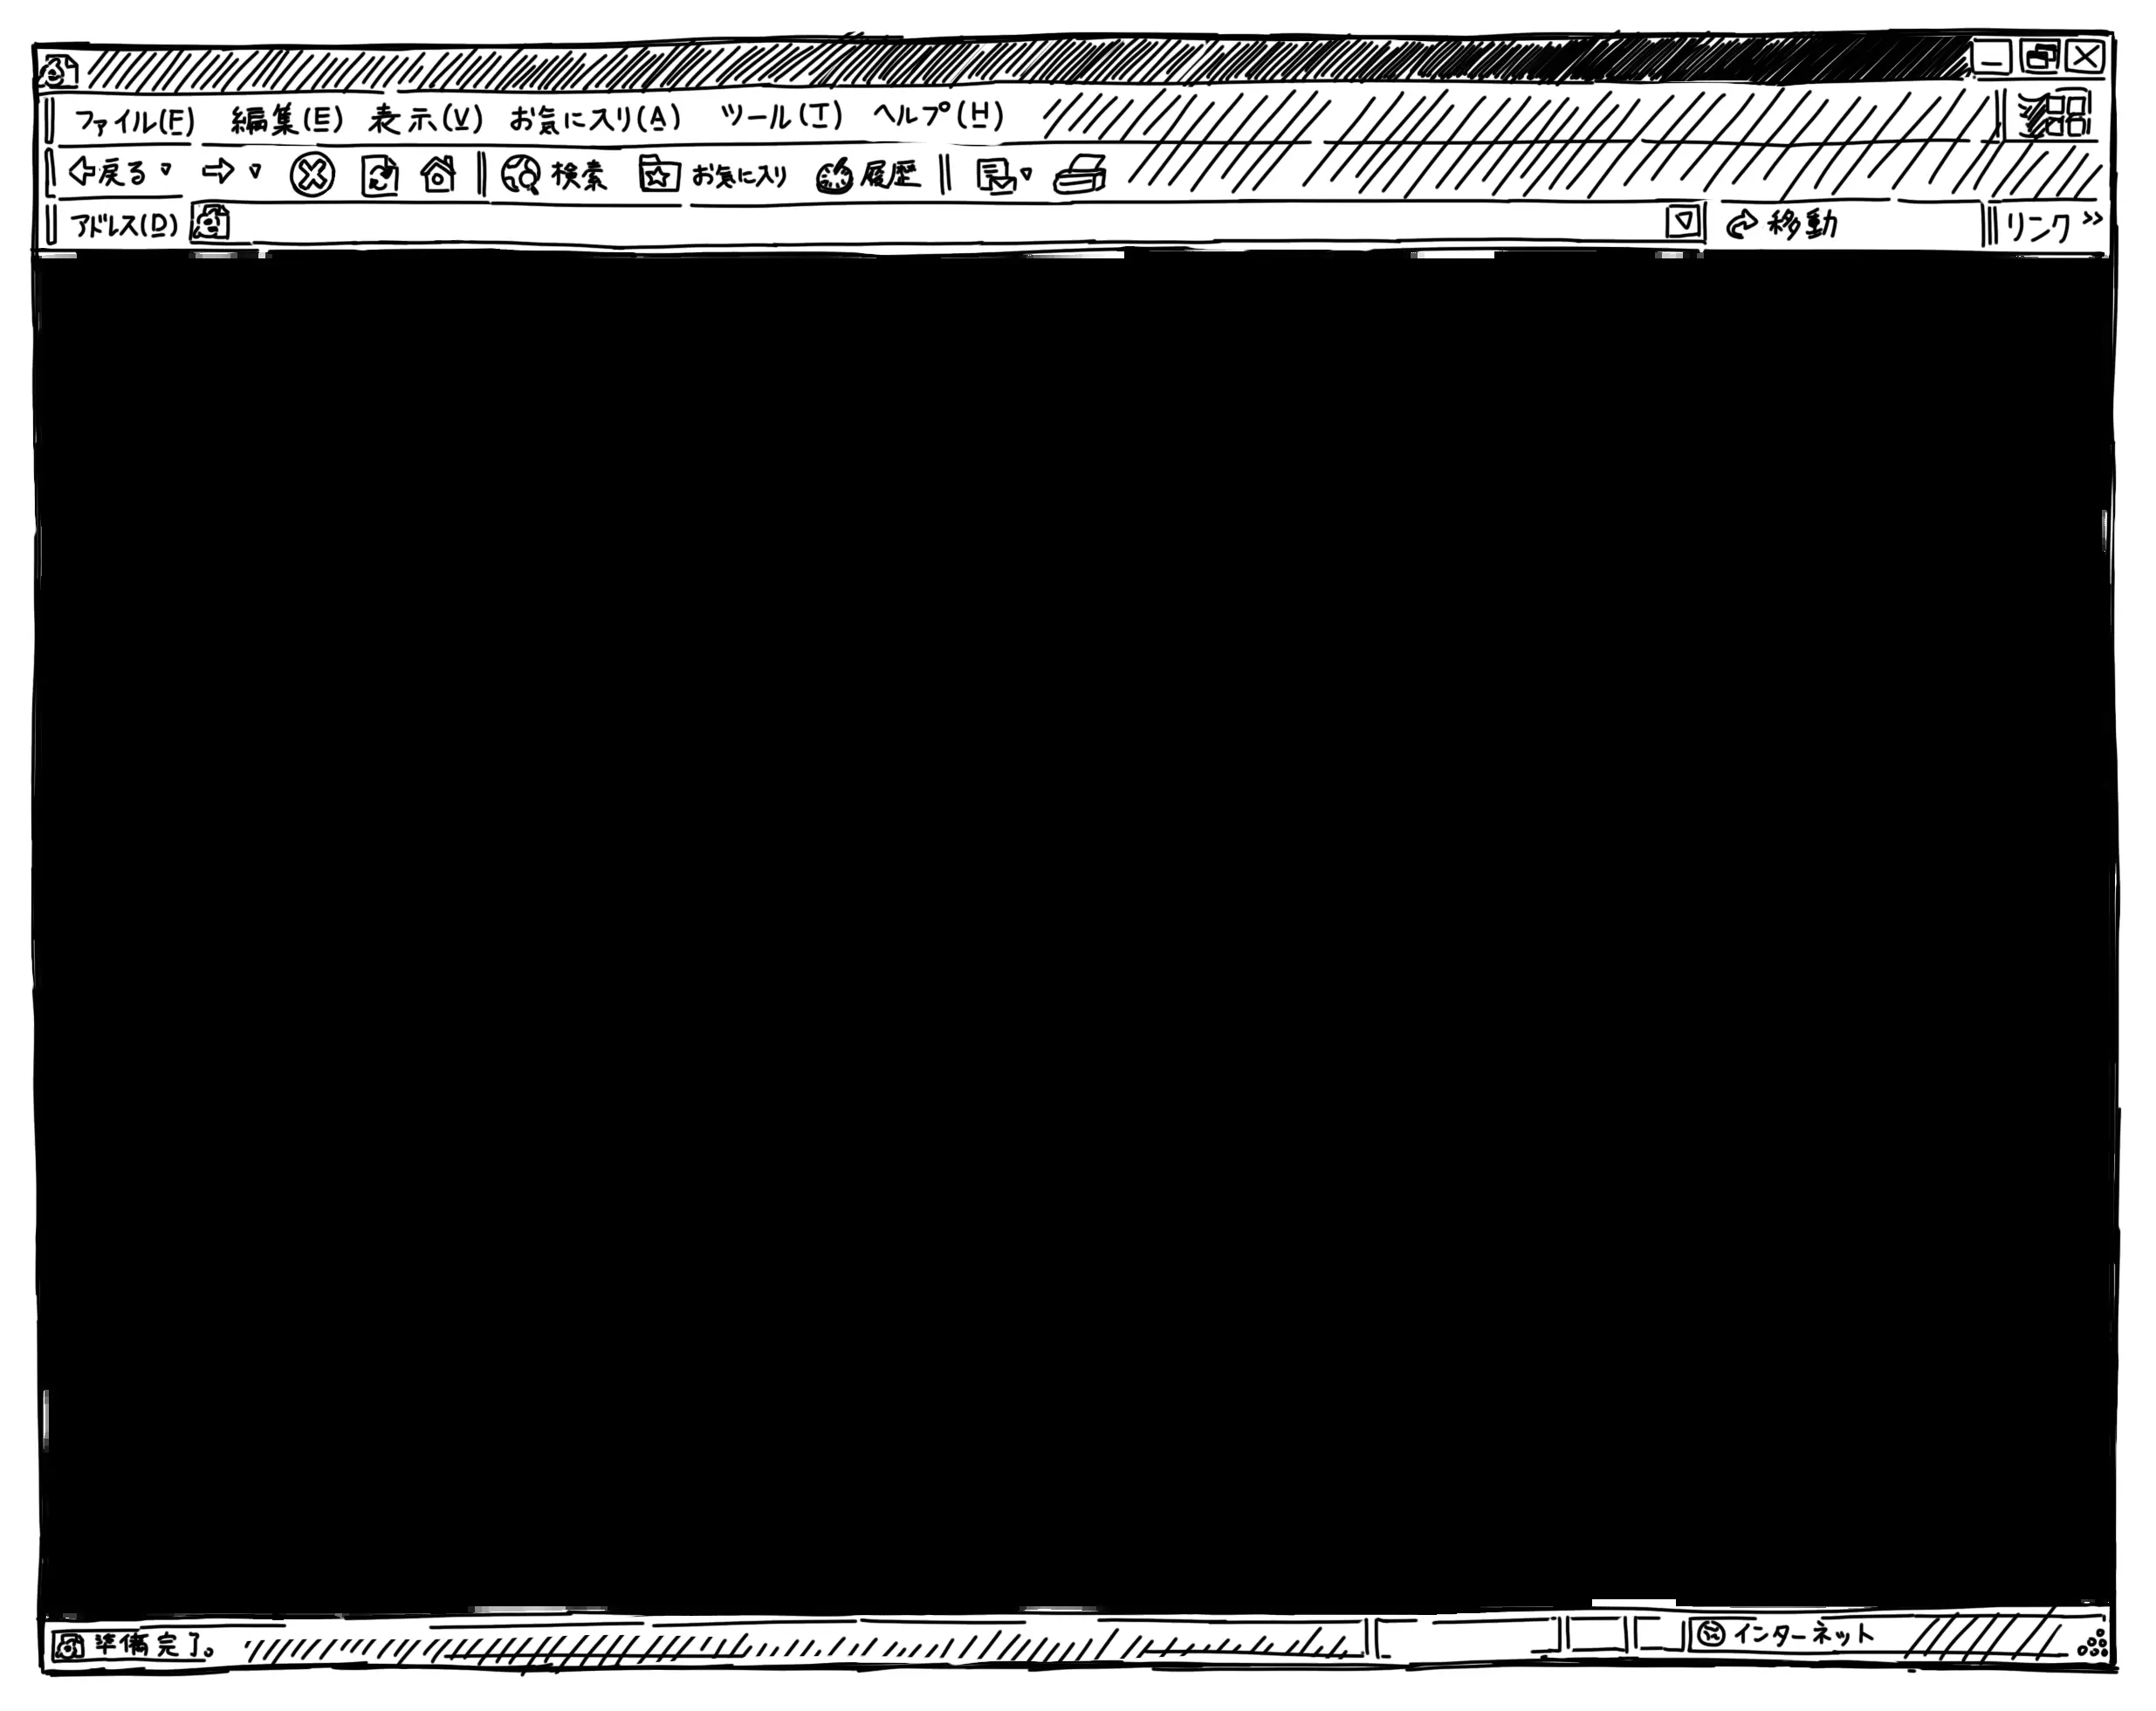 ファイル(F) 編集(E) 表示(V) お気に入り(A) ツール(T) ヘルプ(H)
戻る 検索 お気に入り 履歴
アドレス(D) 移動 リンク »
準備完了。 インターネット